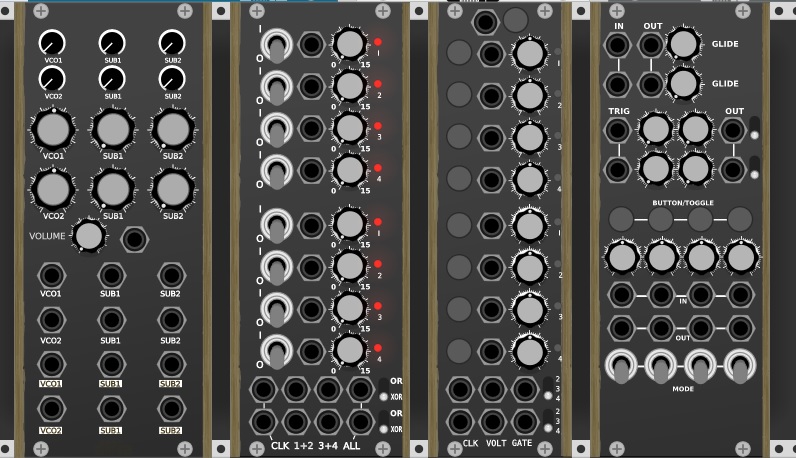 VCO1 SUB1 SUB2
VCO2 SUB1 SUB2
VCO1 SUB1 SUB2
VCO2 SUB1 SUB2
VOLUME
VCO1 SUB1 SUB2
VCO2 SUB1 SUB2
VCO1 SUB1 SUB2
VCO2 SUB1 SUB2
I
O 0 15 1
I
O 0 15 2
I
O 0 15 3
I
O 0 15 4
I
O 0 15 1
I
O 0 15 2
I
O 0 15 3
I
O 0 15 4
OR
XOR
OR
XOR
CLK 1+2 3+4 ALL
1
2
3
4
1
2
3
4
2
3
4
2
3
4
CLK VOLT GATE
IN OUT
GLIDE
GLIDE
TRIG OUT
BUTTON/TOGGLE
IN
OUT
MODE